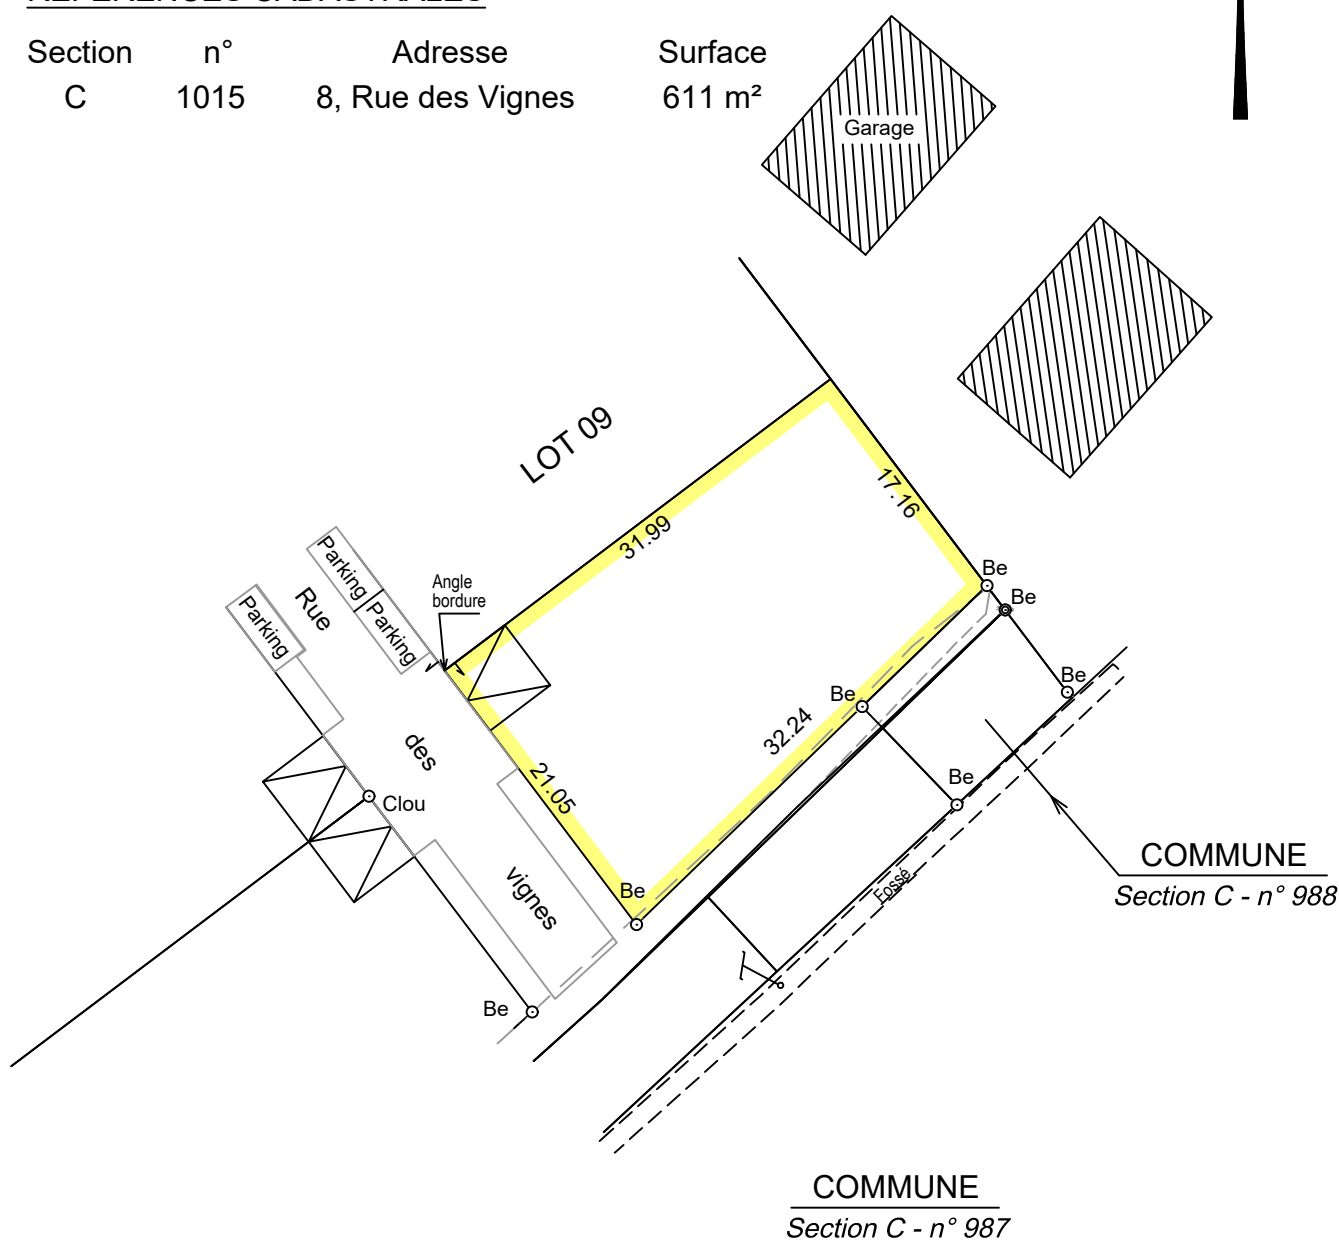 Section n° Adresse Surface
C 1015 8, Rue des Vignes 611 m²
Garage
LOT 09
17.16
31.99
Parking
Parking
Parking
Rue
des
vignes
Angle
bordure
Be
Be
Be
Be
Be
32.24
21.05
Clou
Be
Be
Fossé
COMMUNE
Section C - n° 988
COMMUNE
Section C - n° 987